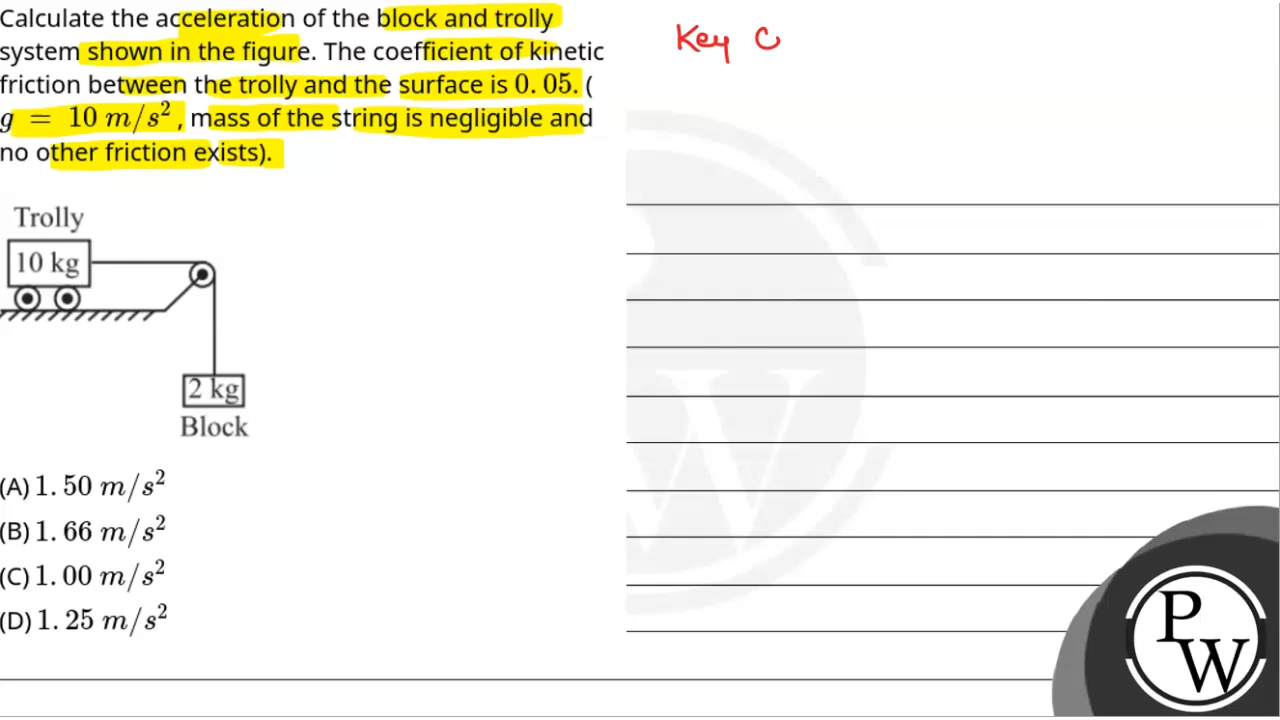 Calculate the acceleration of the block and trolly
system shown in the figure. The coefficient of kinetic
friction between the trolly and the surface is 0.05. (
g = 10 m/s², mass of the string is negligible and
no other friction exists).
Key C
Trolly
10 kg
2 kg
Block
(A) 1.50 m/s²
(B) 1.66 m/s²
(C) 1.00 m/s²
(D) 1.25 m/s²
P
W
W